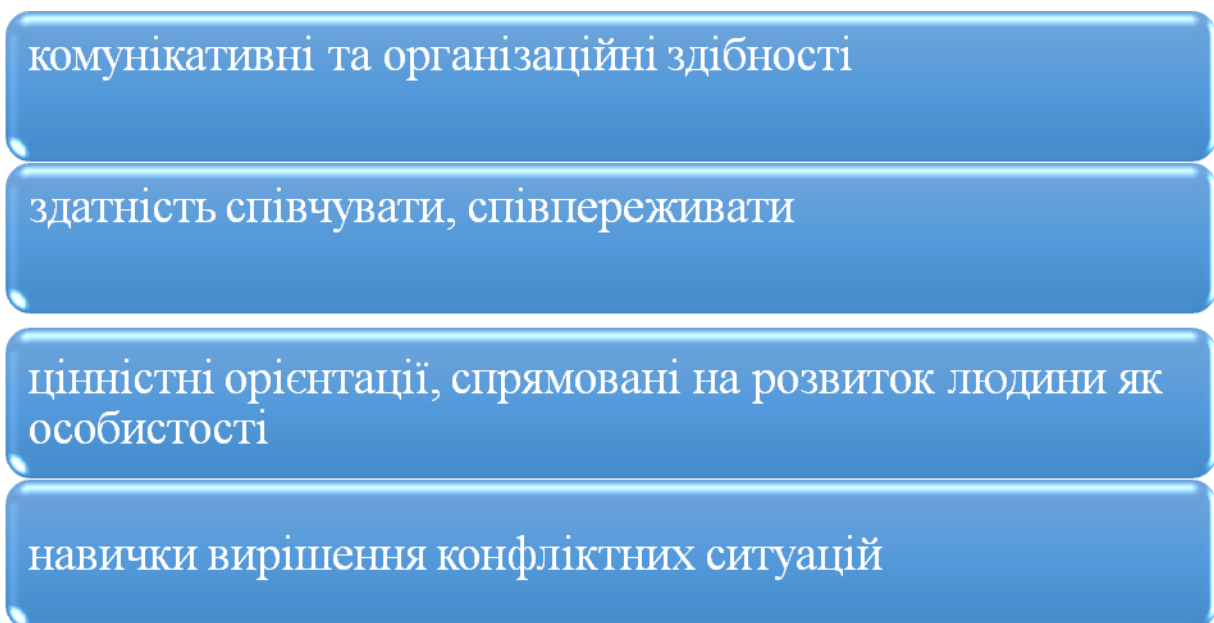 комунікативні та організаційні здібності
здатність співчувати, співпереживати
ціннісні орієнтації, спрямовані на розвиток людини як
особистості
навички вирішення конфліктних ситуацій